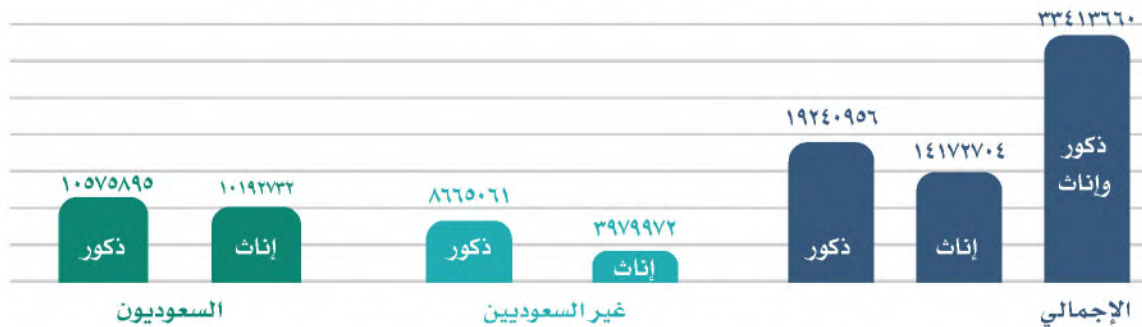 ٣٣٤١٣٦٦٠
ذكور
وإناث
١٤١٧٢٧٠٤
إناث
١٩٢٤٠٩٥٦
ذكور
الإجمالي
٣٩٧٩٩٧٢
إناث
٨٦٦٥٠٦١
ذكور
غير السعوديين
١٠١٩٢٧٣٢
إناث
١٠٥٧٥٨٩٥
ذكور
السعوديون